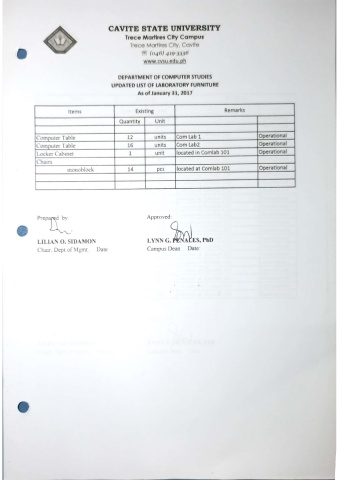 CAVITE STATE UNIVERSITY
Trece Martires City Campus
Trece Martires City, Cavite
☏ (046) 419-3336
www.cvsu.edu.ph
DEPARTMENT OF COMPUTER STUDIES
UPDATED LIST OF LABORATORY FURNITURE
As of January 31, 2017
Items Existing Remarks
Quantity Unit
Computer Table 12 units Com Lab 1 Operational
Computer Table 16 units Com Lab2 Operational
Locker Cabinet 1 unit located in Comlab 101 Operational
Chairs
monoblock 14 pcs located at Comlab 101 Operational
Prepared by: Approved:
LILIAN O. SIDAMON LYNN G. PENALES, PhD
Chair, Dept of Mgmt Date Campus Dean Date: